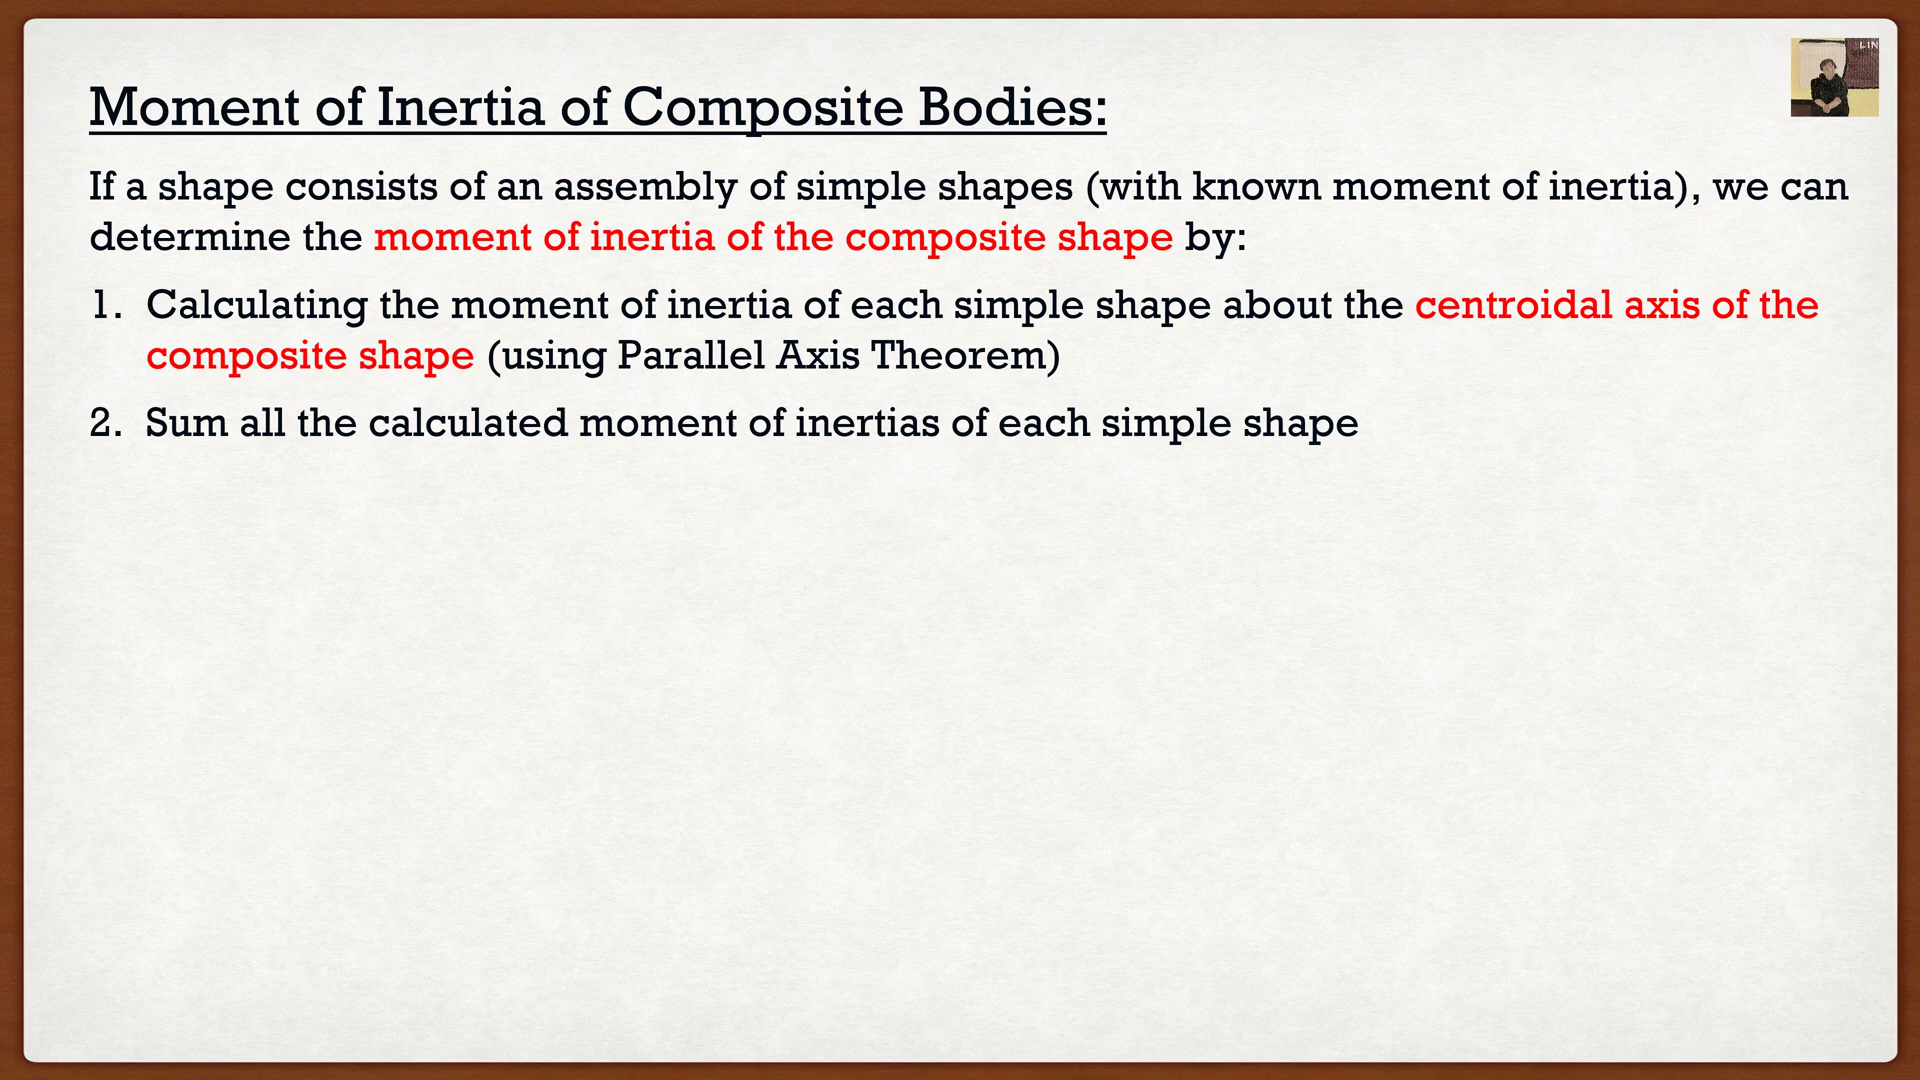 Moment of Inertia of Composite Bodies:
LIN
If a shape consists of an assembly of simple shapes (with known moment of inertia), we can
determine the moment of inertia of the composite shape by:
1. Calculating the moment of inertia of each simple shape about the centroidal axis of the
composite shape (using Parallel Axis Theorem)
2. Sum all the calculated moment of inertias of each simple shape